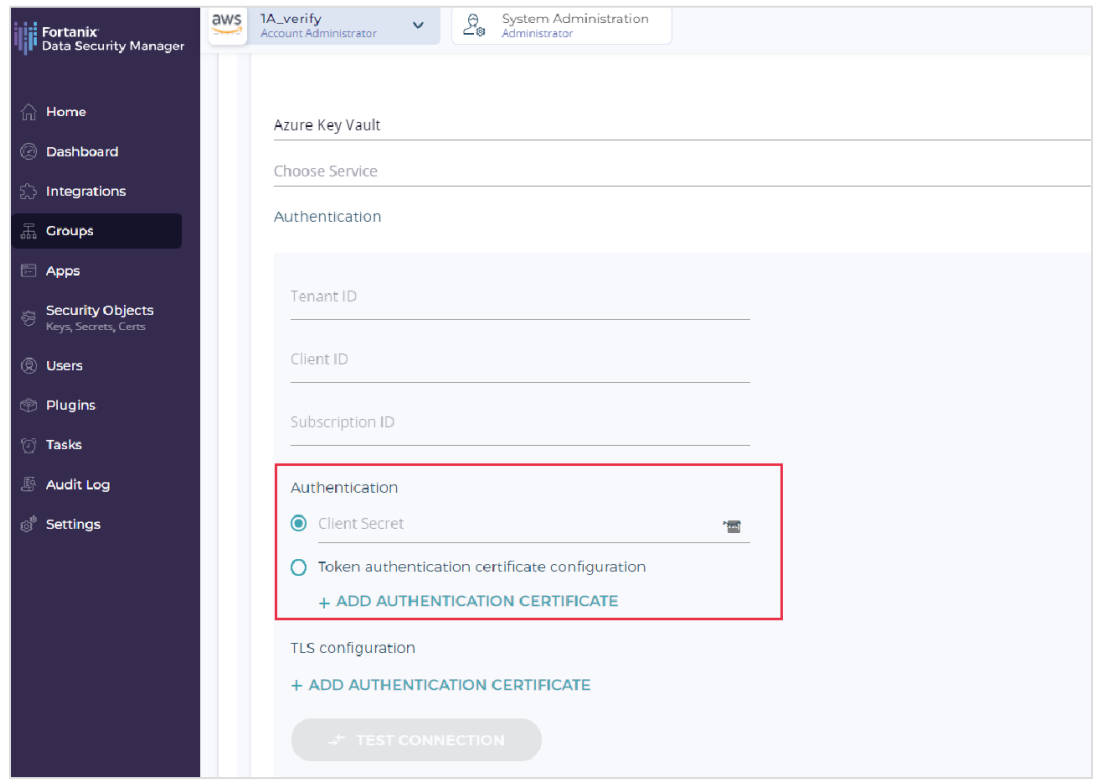 Fortanix
Data Security Manager
Home
Dashboard
Integrations
Groups
Apps
Security Objects
Keys, Secrets, Certs
Users
Plugins
Tasks
Audit Log
Settings
aws
1A_verify
Account Administrator
System Administration
Administrator
Azure Key Vault
Choose Service
Authentication
Tenant ID
Client ID
Subscription ID
Authentication
Client Secret
Token authentication certificate configuration
+ ADD AUTHENTICATION CERTIFICATE
TLS configuration
+ ADD AUTHENTICATION CERTIFICATE
TEST CONNECTION